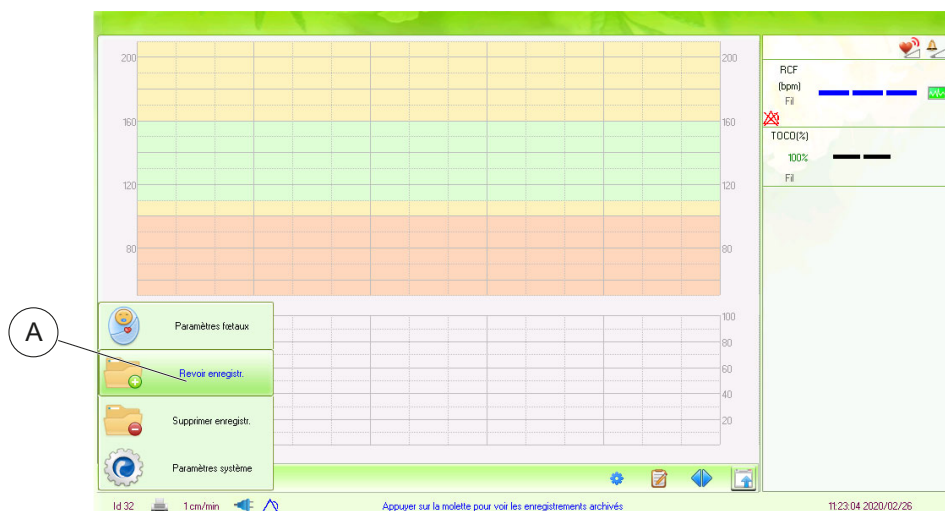 200
160
120
80
200
160
120
80
RCF
(bpm)
Fil
TOCO(%)
100%
Fil
A
Paramètres fœtaux
Revoir enregistr.
Supprimer enregistr.
Paramètres système
100
80
60
40
20
Id 32
1 cm/min
Appuyer sur la molette pour voir les enregistrements archivés
11:23:04 2020/02/26